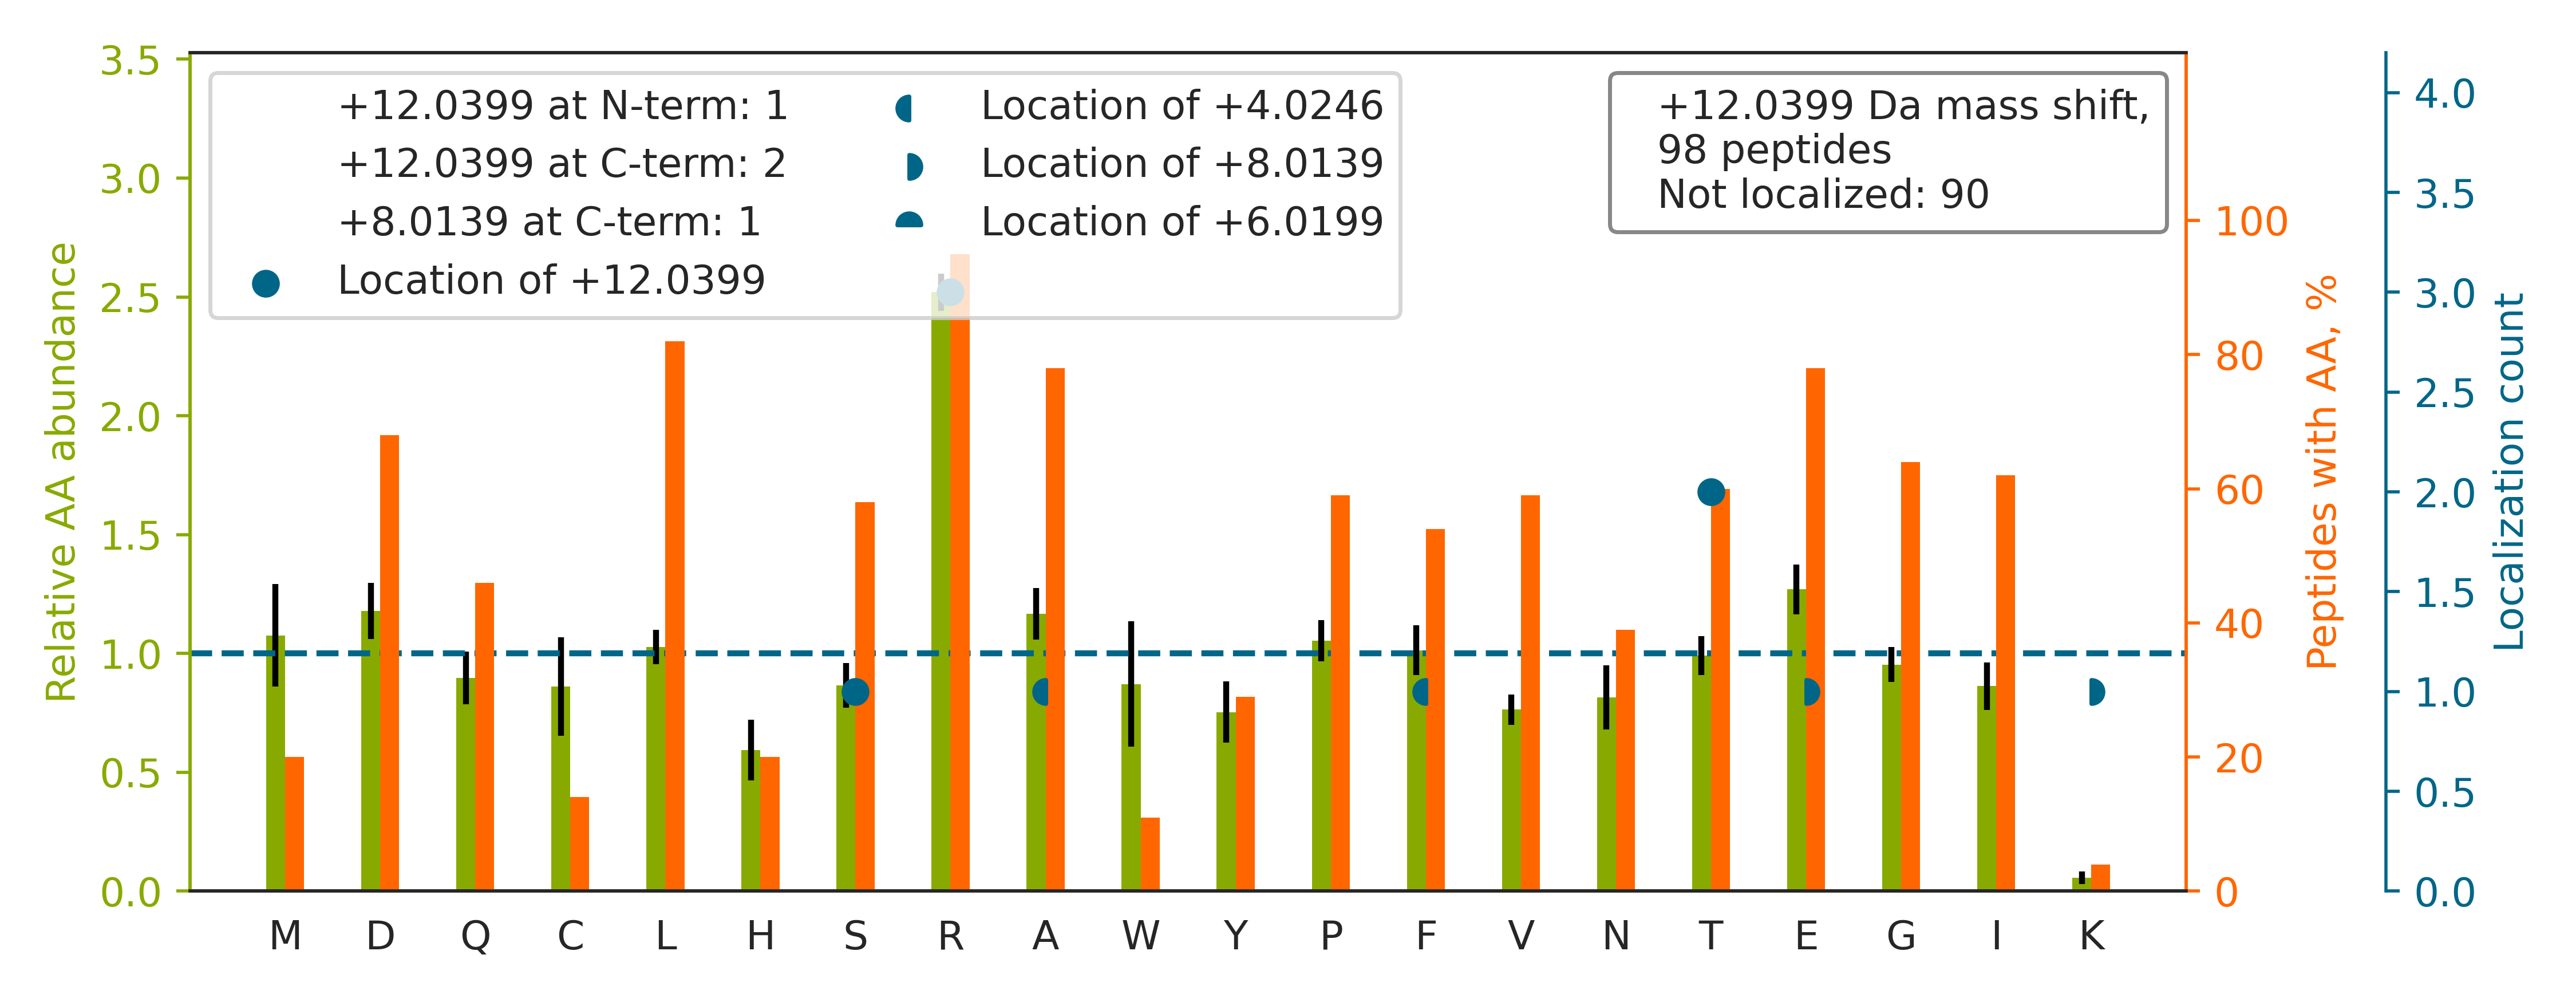 +12.0399 at N-term: 1
+12.0399 at C-term: 2
+8.0139 at C-term: 1
Location of +12.0399
Location of +4.0246
Location of +8.0139
Location of +6.0199
+12.0399 Da mass shift,
98 peptides
Not localized: 90
Relative AA abundance
3.5
3.0
2.5
2.0
1.5
1.0
0.5
0.0
M D Q C L H S R A W Y P F V N T E G I K
100
80
60
40
20
0
Peptides with AA, %
4.0
3.5
3.0
2.5
2.0
1.5
1.0
0.5
0.0
Localization count